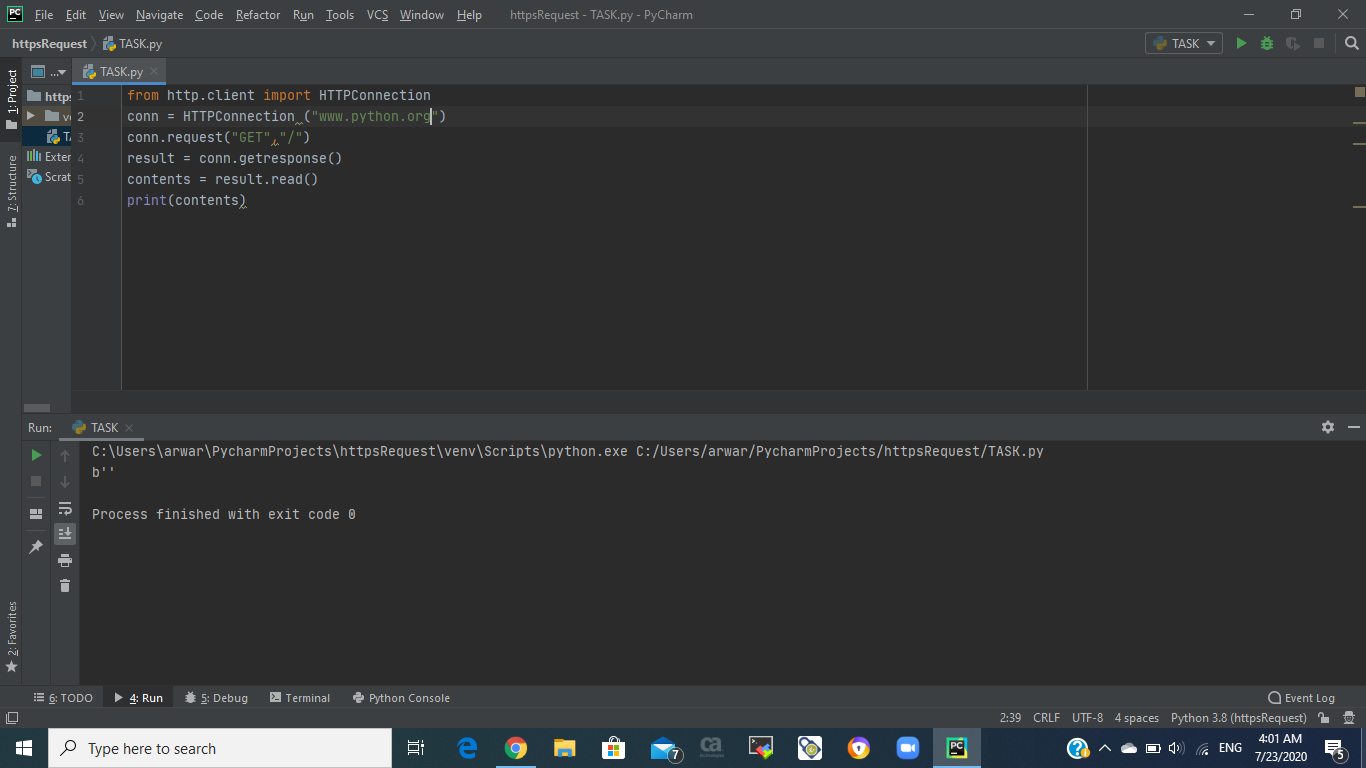 PC File Edit View Navigate Code Refactor Run Tools VCS Window Help httpsRequest - TASK.py - PyCharm
httpsRequest TASK.py TASK
1: Project ... TASK.py
https
1 from http.client import HTTPConnection
ve
2 conn = HTTPConnection ("www.python.org")
TA
3 conn.request("GET","/")
Exter
4 result = conn.getresponse()
Scrat
5 contents = result.read()
6 print(contents)
7: Structure
Run: TASK
C:\Users\arwar\PycharmProjects\httpsRequest\venv\Scripts\python.exe C:/Users/arwar/PycharmProjects/httpsRequest/TASK.py
b''
Process finished with exit code 0
2: Favorites
6: TODO 4: Run 5: Debug Terminal Python Console Event Log
2:39 CRLF UTF-8 4 spaces Python 3.8 (httpsRequest)
Type here to search 7 ca PC ENG 4:01 AM
7/23/2020 5